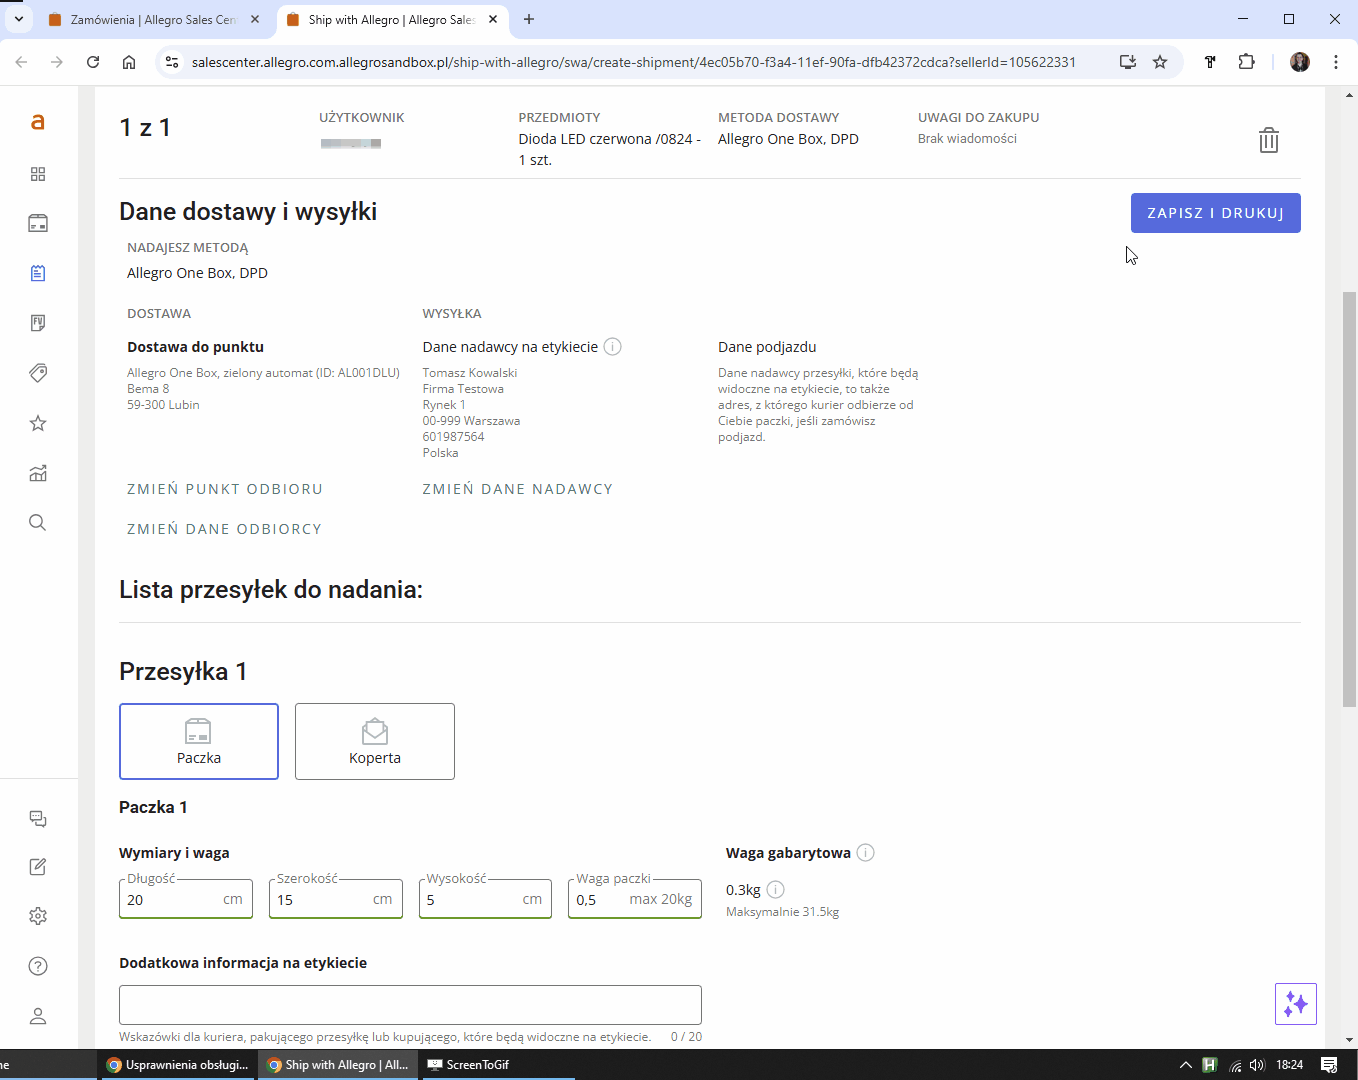 Zamówienia | Allegro Sales Cen
Ship with Allegro | Allegro Sales
salescenter.allegro.com.allegrosandbox.pl/ship-with-allegro/swa/create-shipment/4ec05b70-f3a4-11ef-90fa-dfb42372cdca?sellerId=105622331
a
1 z 1
UŻYTKOWNIK
PRZEDMIOTY
Dioda LED czerwona /0824 -
1 szt.
METODA DOSTAWY
Allegro One Box, DPD
UWAGI DO ZAKUPU
Brak wiadomości
Dane dostawy i wysyłki
ZAPISZ I DRUKUJ
NADAJESZ METODĄ
Allegro One Box, DPD
DOSTAWA
Dostawa do punktu
Allegro One Box, zielony automat (ID: AL001DLU)
Bema 8
59-300 Lubin
ZMIEŃ PUNKT ODBIORU
ZMIEŃ DANE ODBIORCY
WYSYŁKA
Dane nadawcy na etykiecie
Tomasz Kowalski
Firma Testowa
Rynek 1
00-999 Warszawa
601987564
Polska
ZMIEŃ DANE NADAWCY
Dane podjazdu
Dane nadawcy przesyłki, które będą
widoczne na etykiecie, to także
adres, z którego kurier odbierze od
Ciebie paczki, jeśli zamówisz
podjazd.
Lista przesyłek do nadania:
Przesyłka 1
Paczka
Koperta
Paczka 1
Wymiary i waga
Długość
20 cm
Szerokość
15 cm
Wysokość
5 cm
Waga paczki
0,5 max 20kg
Waga gabarytowa
0.3kg
Maksymalnie 31.5kg
Dodatkowa informacja na etykiecie
Wskazówki dla kuriera, pakującego przesyłkę lub kupującego, które będą widoczne na etykiecie. 0 / 20
ne
Usprawnienia obsługi...
Ship with Allegro | All...
ScreenToGif
18:24